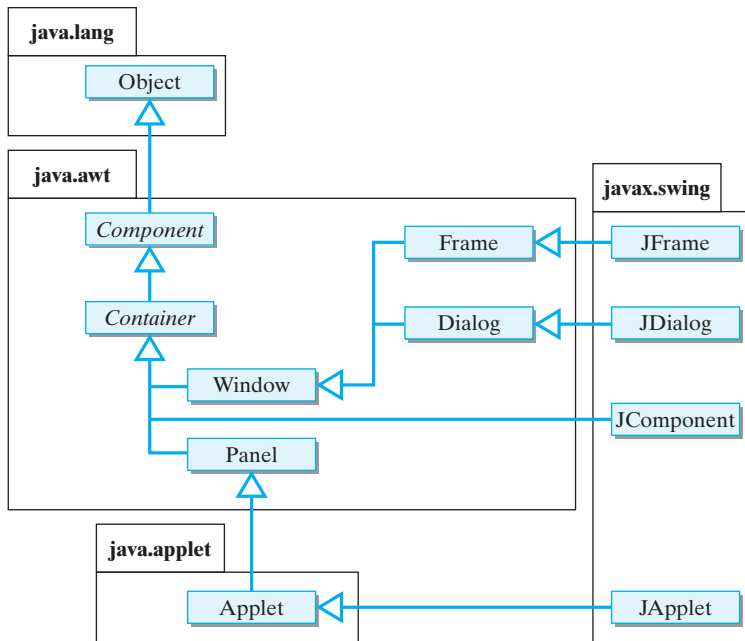 java.lang
Object
java.awt
javax.swing
Component
Frame
JFrame
Container
Dialog
JDialog
Window
JComponent
Panel
java.applet
Applet
JApplet